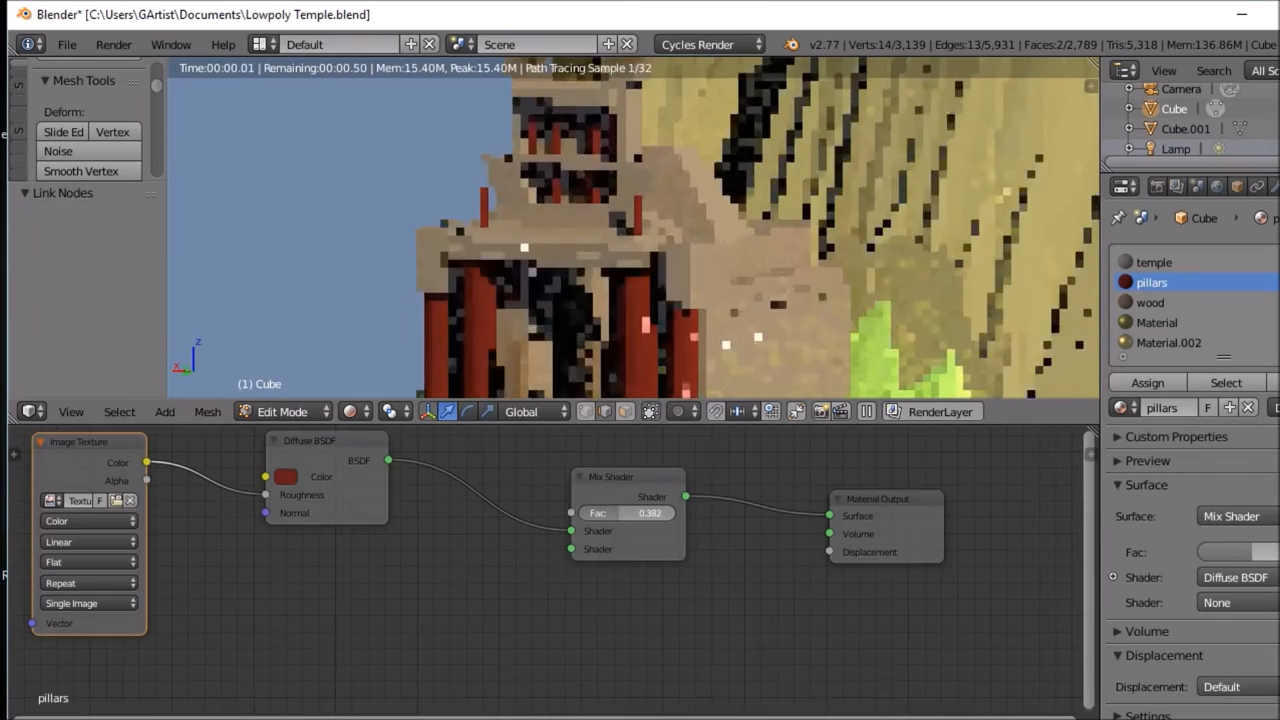 Blender* [C:\Users\GArtist\Documents\Lowpoly Temple.blend]
File Render Window Help Default Scene Cycles Render v2.77 | Verts:14/3,139 | Edges:13/5,931 | Faces:2/2,789 | Tris:5,318 | Mem:136.86M | Cube
Mesh Tools
Deform:
Slide Ed Vertex
Noise
Smooth Vertex
Link Nodes
Time:00:00.01 | Remaining:00:00.50 | Mem:15.40M, Peak:15.40M | Path Tracing Sample 1/32
z
x
(1) Cube
View Search All Sc
Camera
Cube
Cube.001
Lamp
Cube p
temple
pillars
wood
Material
Material.002
Assign Select
pillars F D
Custom Properties
Preview
Surface
Surface: Mix Shader
Fac:
Shader: Diffuse BSDF
Shader: None
Volume
Displacement
Displacement: Default
Settings
View Select Add Mesh Edit Mode Global RenderLayer
Image Texture
Color
Alpha
Textu F
Color
Linear
Flat
Repeat
Single Image
Vector
Diffuse BSDF
BSDF
Color
Roughness
Normal
Mix Shader
Shader
Fac: 0.382
Shader
Shader
Material Output
Surface
Volume
Displacement
pillars